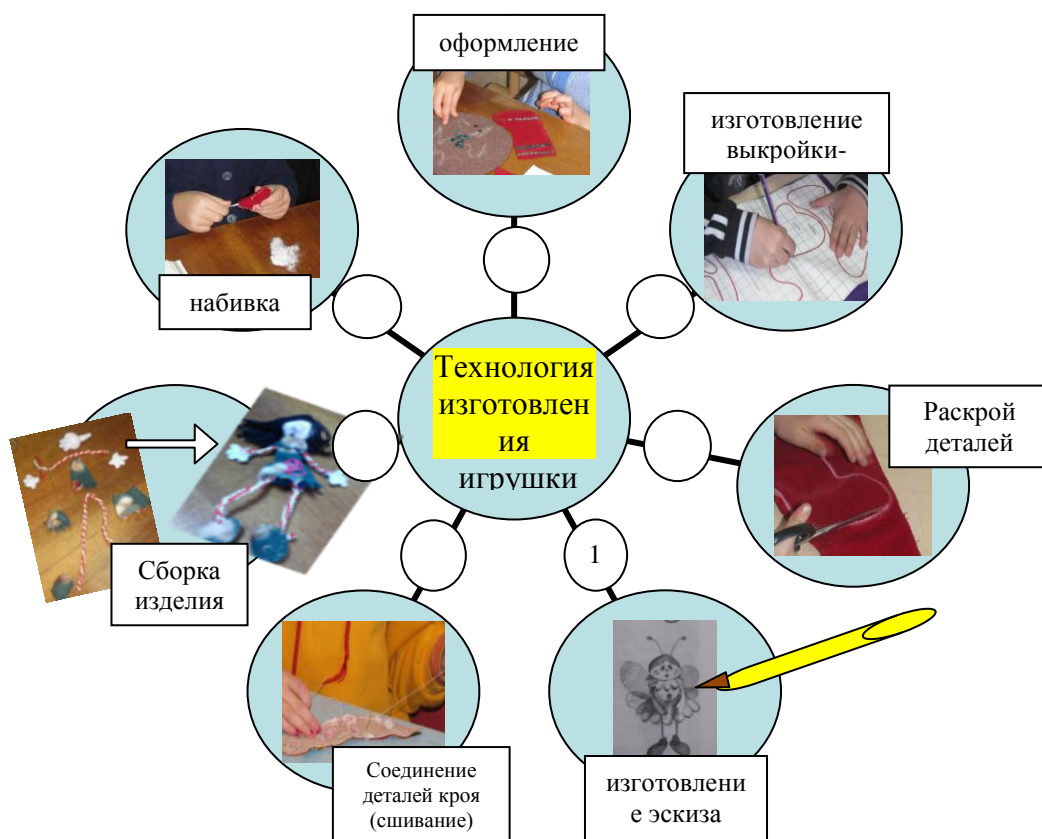 оформление
изготовление
выкройки-
набивка
Технология
изготовлен
ия
игрушки
Раскрой
деталей
Сборка
изделия
1
Соединение
деталей кроя
(сшивание)
изготовлени
е эскиза